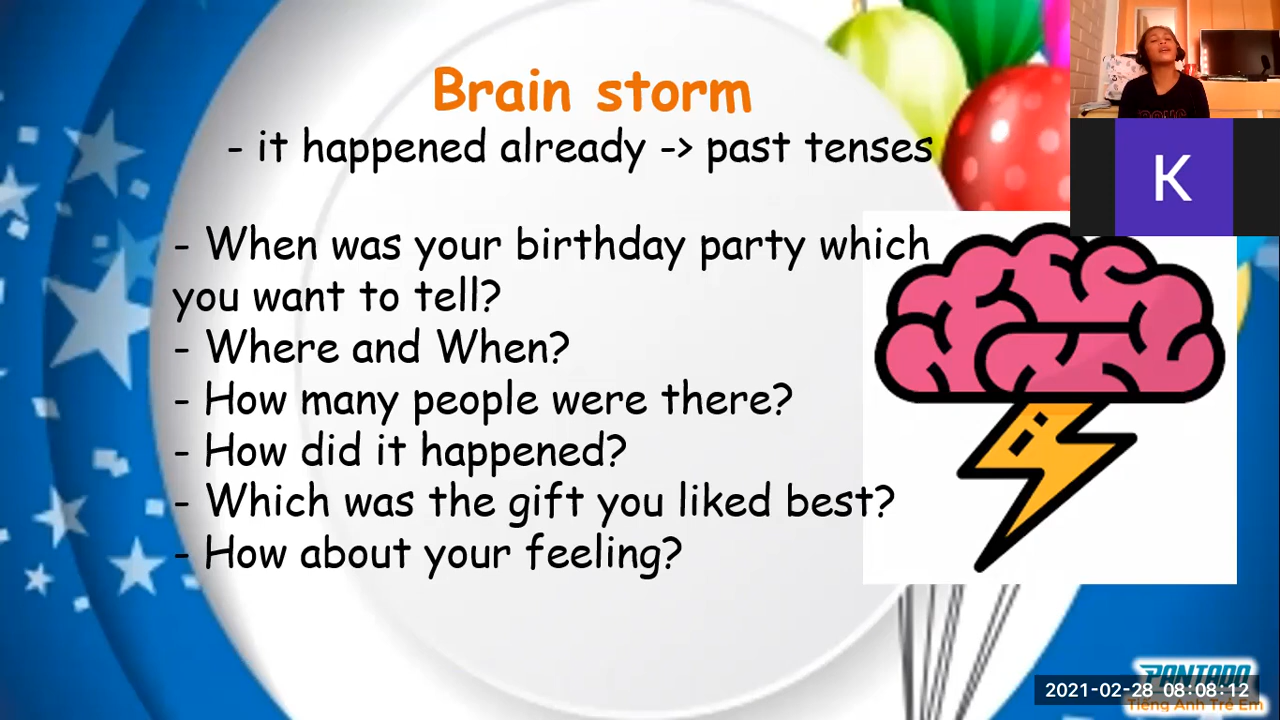 Brain storm
- it happened already -> past tenses
- When was your birthday party which
you want to tell?
- Where and When?
- How many people were there?
- How did it happened?
- Which was the gift you liked best?
- How about your feeling?
K
PANTADO
2021-02-28 08:08:12
Tiếng Anh Trẻ Em